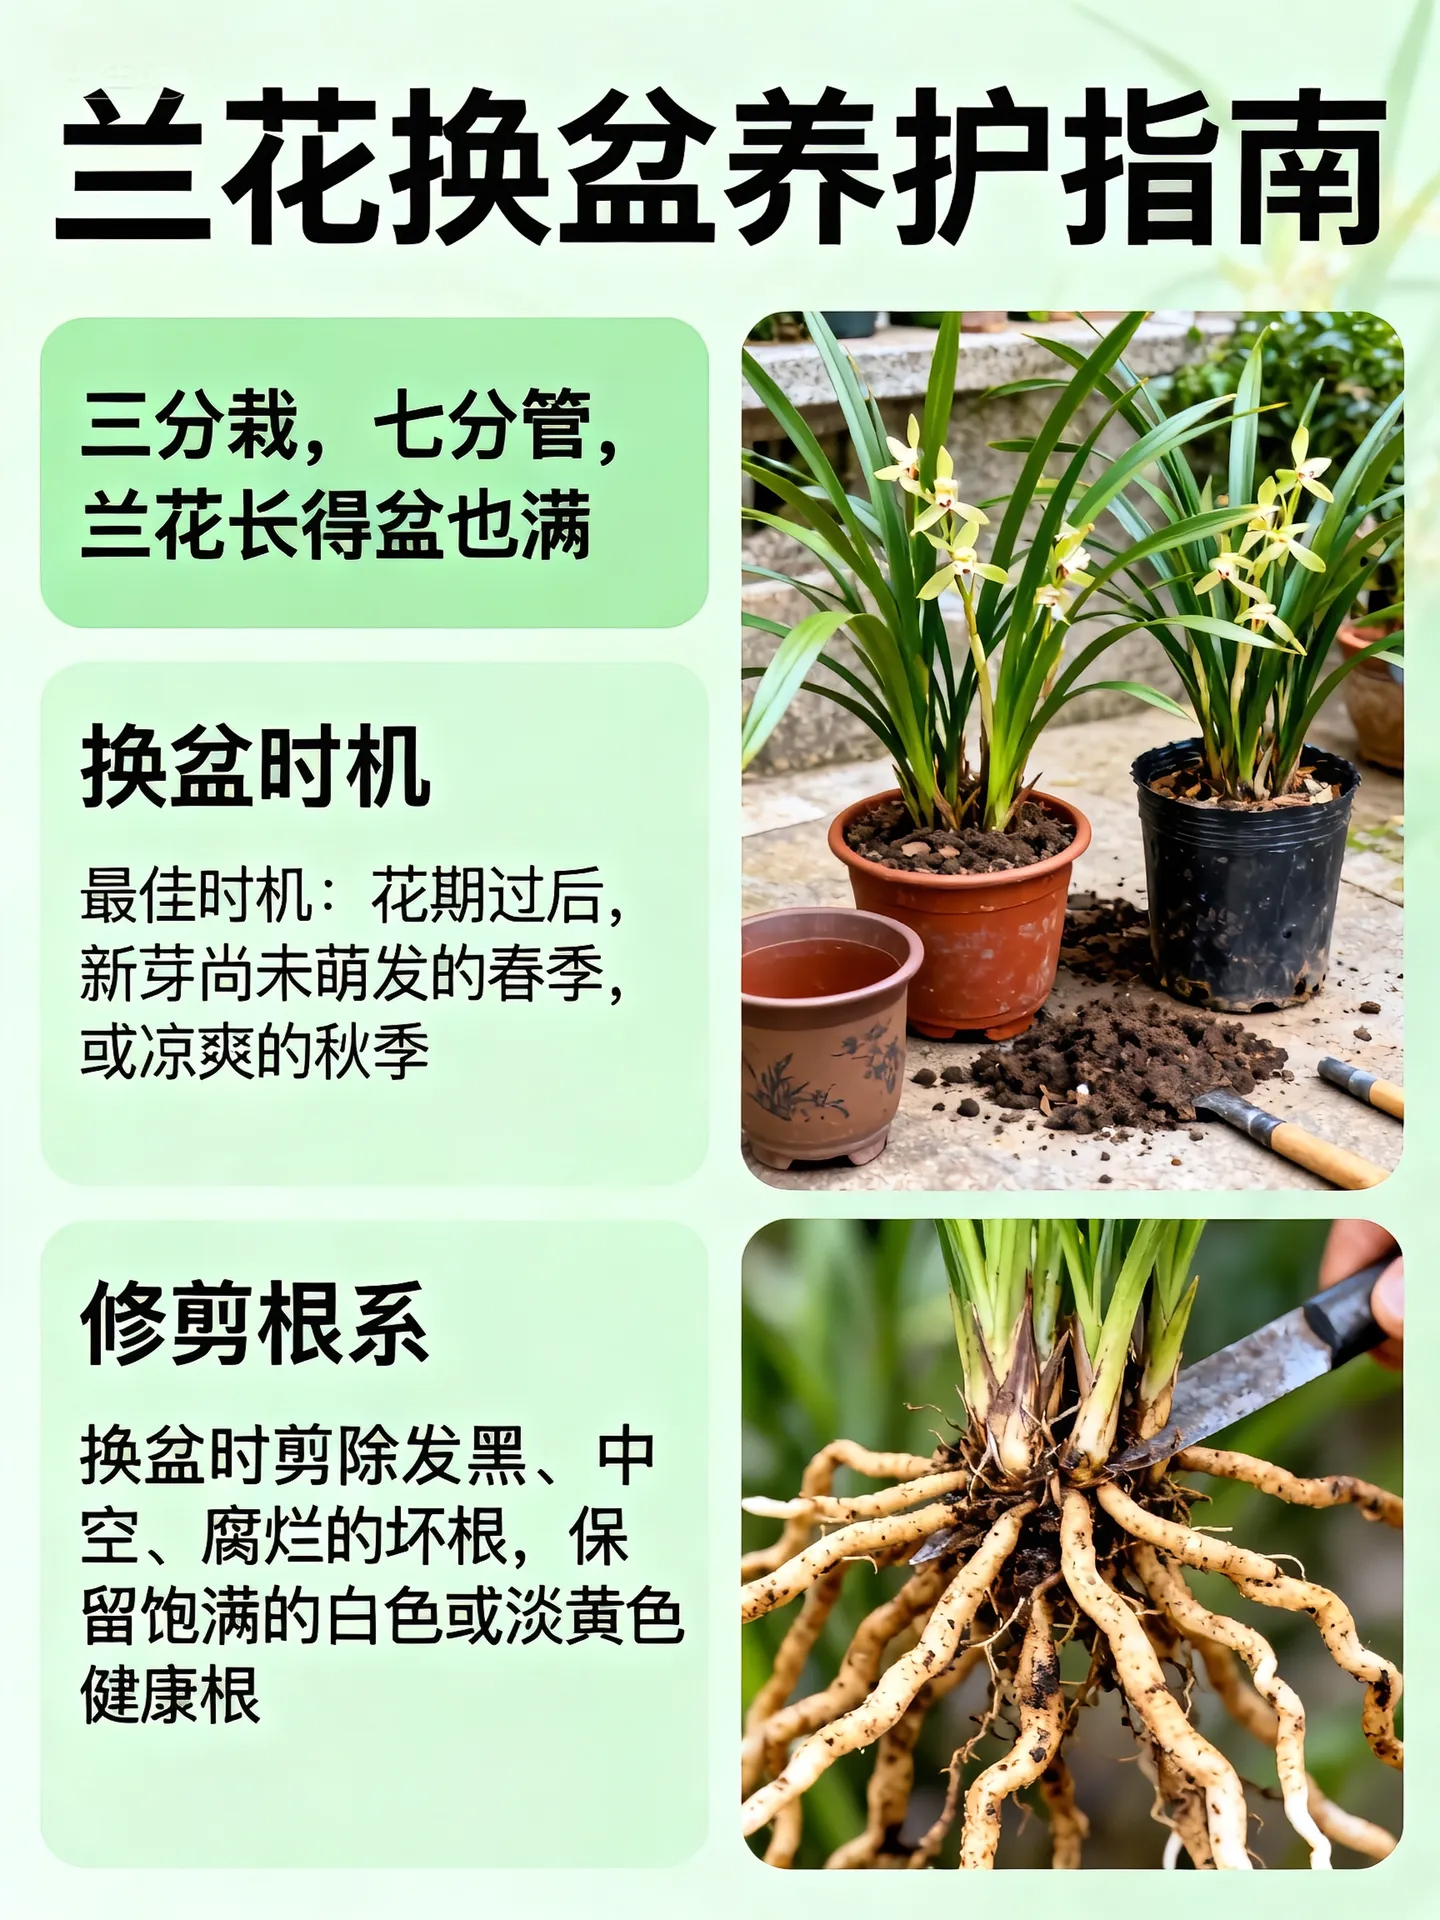 兰花换盆养护指南
三分栽，七分管，
兰花长得盆也满
换盆时机
最佳时机：花期过后，
新芽尚未萌发的春季，
或凉爽的秋季
修剪根系
换盆时剪除发黑、中
空、腐烂的坏根，保
留饱满的白色或淡黄色
健康根